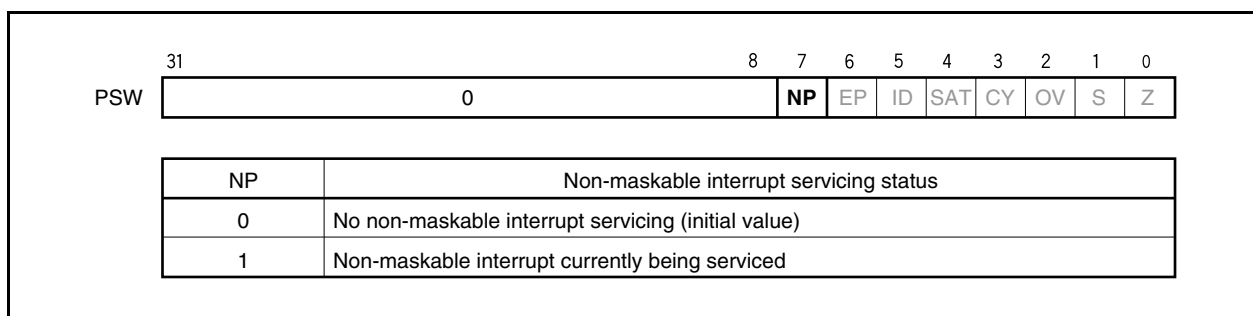 31 8 7 6 5 4 3 2 1 0
PSW 0 NP EP ID SAT CY OV S Z
NP Non-maskable interrupt servicing status
0 No non-maskable interrupt servicing (initial value)
1 Non-maskable interrupt currently being serviced